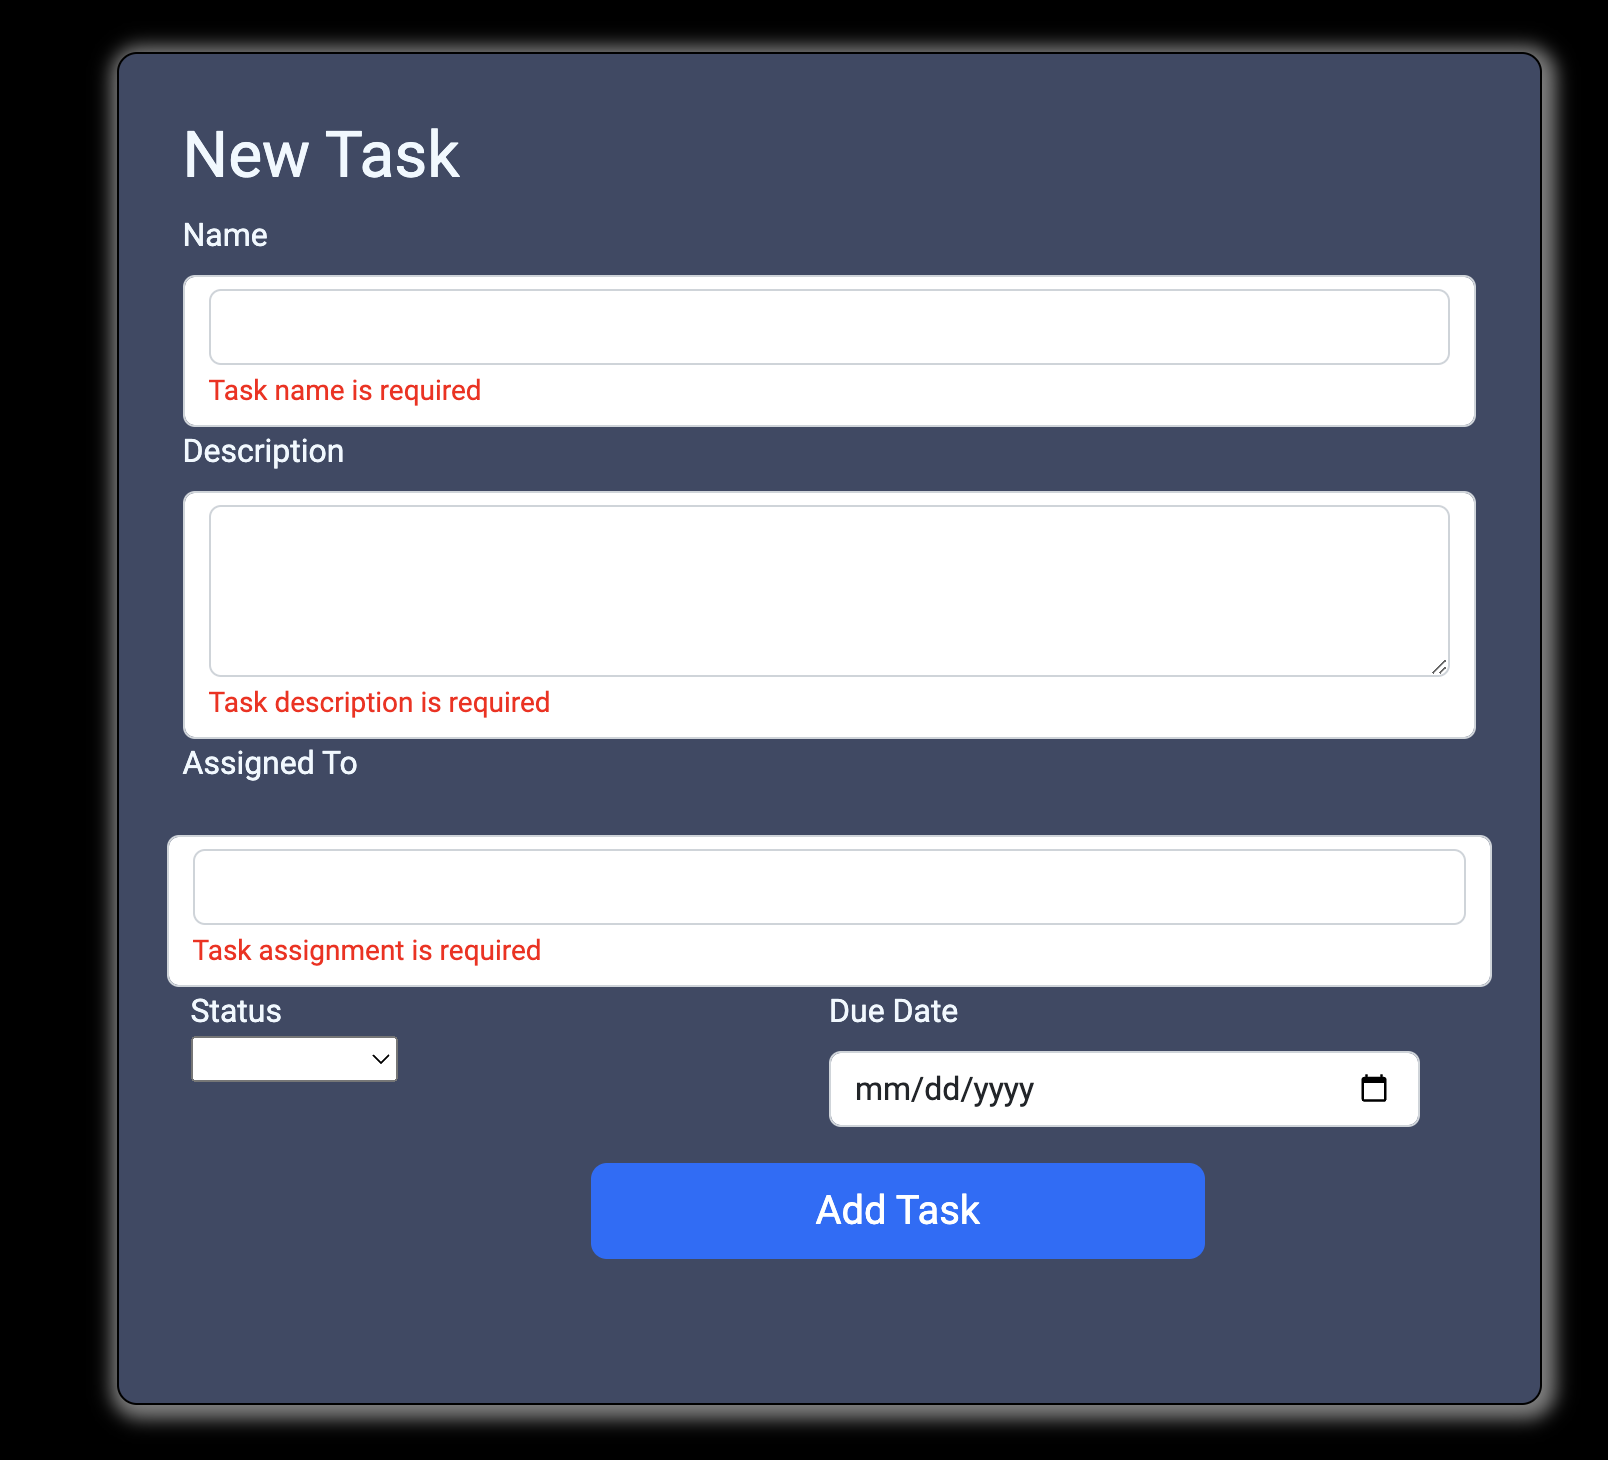 New Task
Name
Task name is required
Description
Task description is required
Assigned To
Task assignment is required
Status
Due Date
mm/dd/yyyy
Add Task